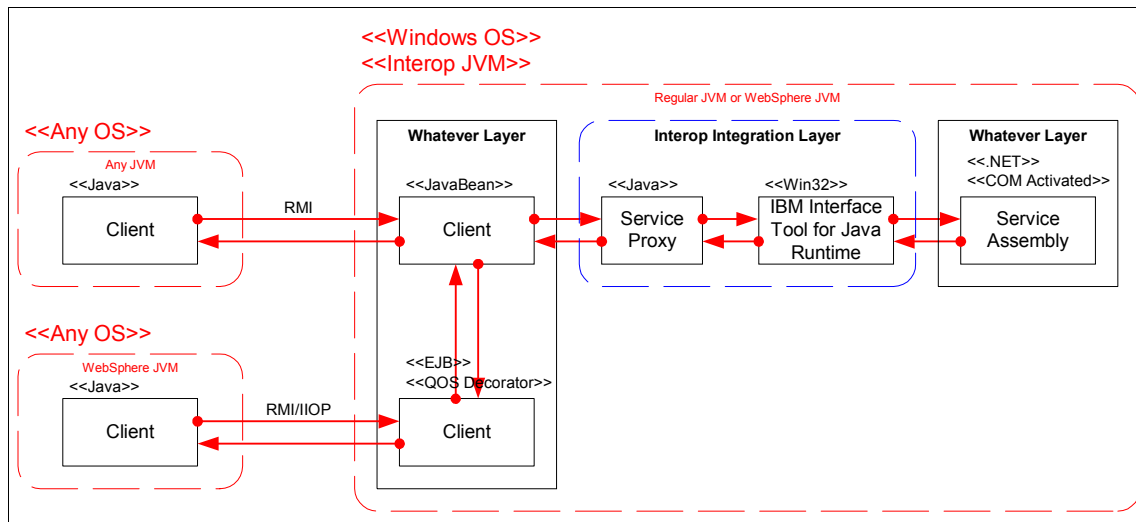 <<Windows OS>>
<<Interop JVM>>
Regular JVM or WebSphere JVM
<<Any OS>>
Any JVM
<<Java>>
Client
RMI
Whatever Layer
<<JavaBean>>
Client
Interop Integration Layer
<<Java>>
Service
Proxy
<<Win32>>
IBM Interface
Tool for Java
Runtime
Whatever Layer
<<.NET>>
<<COM Activated>>
Service
Assembly
<<Any OS>>
WebSphere JVM
<<Java>>
Client
RMI/IIOP
<<EJB>>
<<QOS Decorator>>
Client